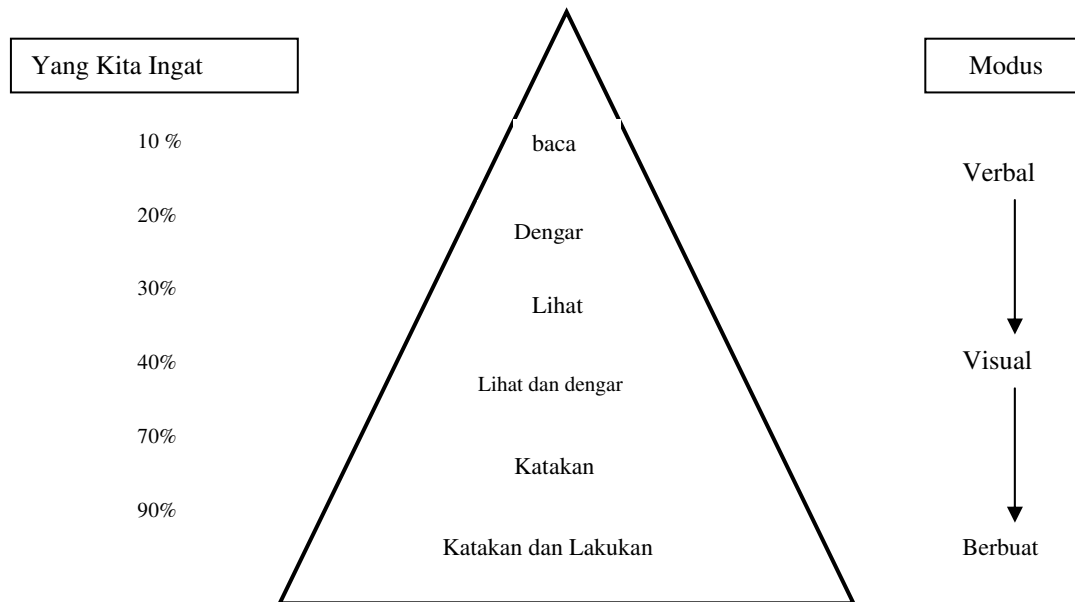 Yang Kita Ingat
Modus
10 %
baca
Verbal
20%
Dengar
30%
Lihat
40%
Lihat dan dengar
Visual
70%
Katakan
90%
Katakan dan Lakukan
Berbuat